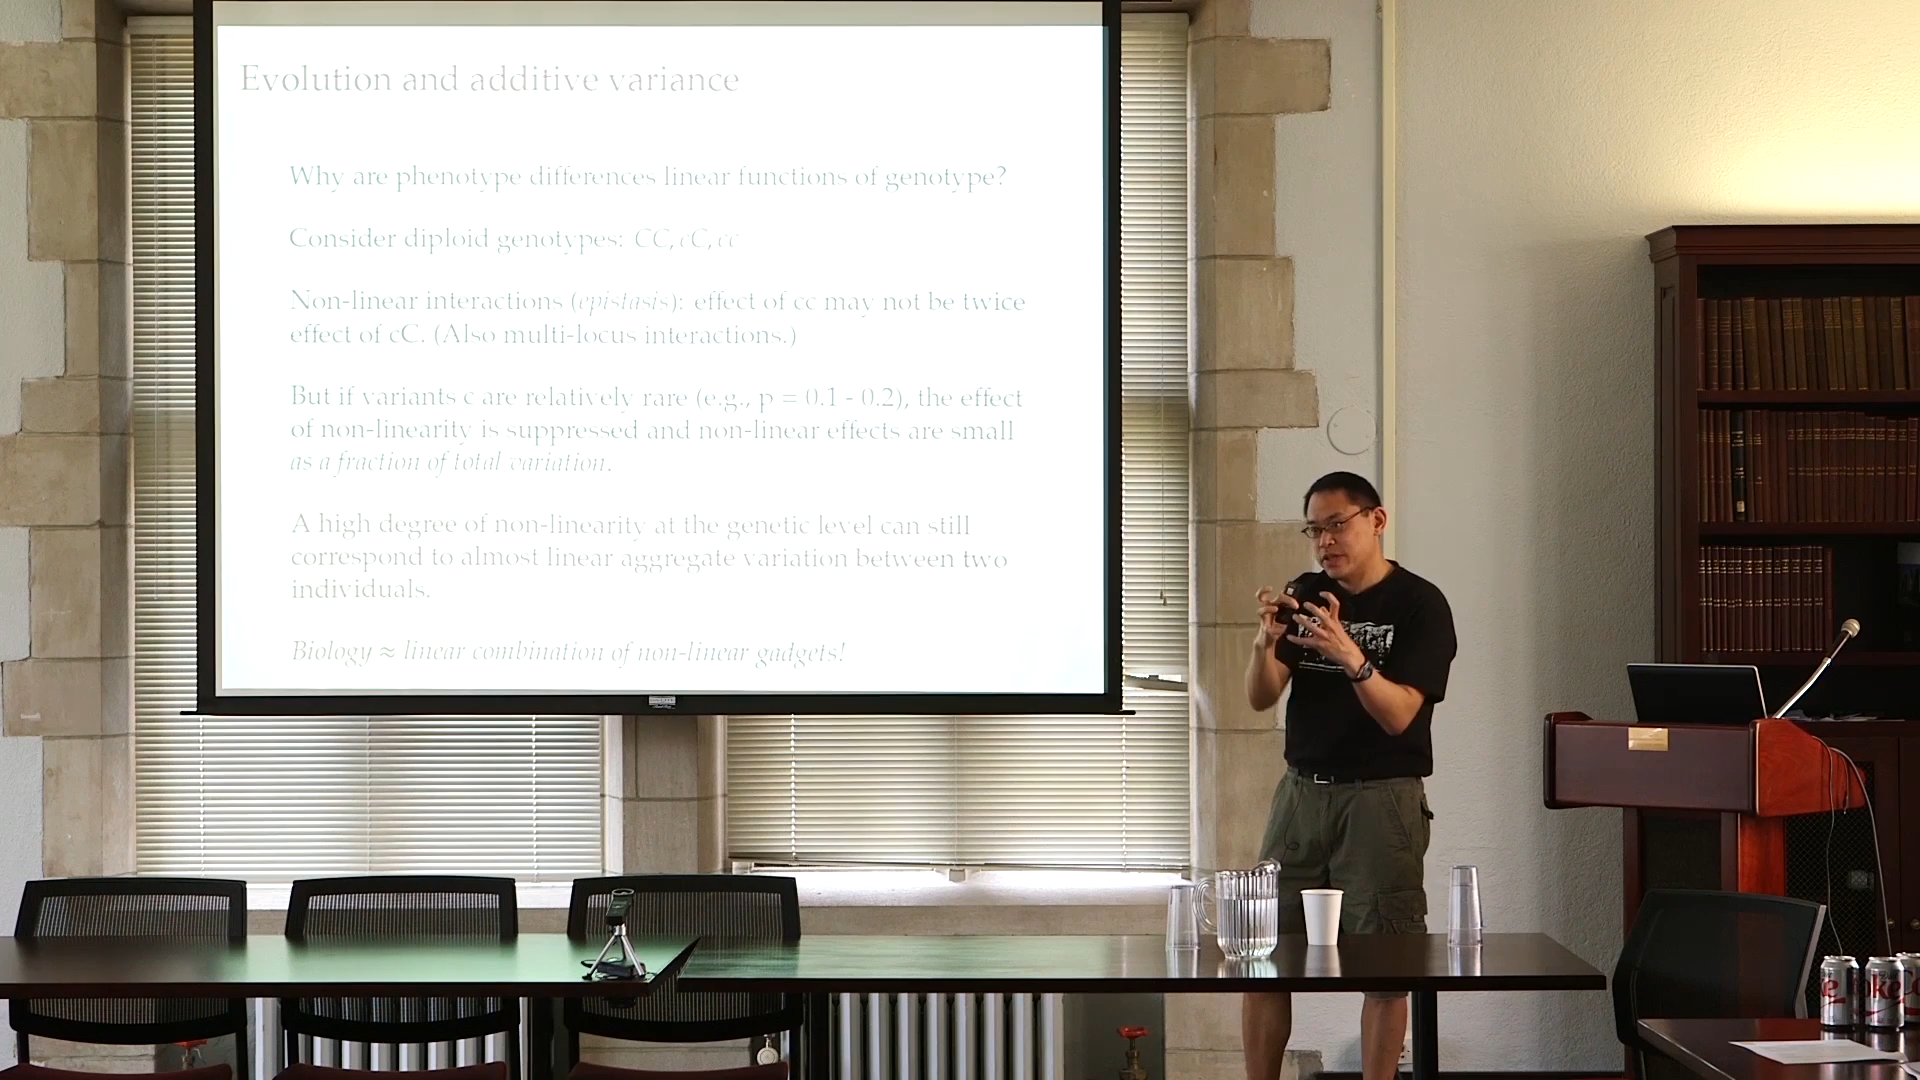 Evolution and additive variance
Why are phenotype differences linear functions of genotype?
Consider diploid genotypes: CC, cC, cc
Non-linear interactions (epistasis): effect of cc may not be twice
effect of cC. (Also multi-locus interactions.)
But if variants c are relatively rare (e.g., p = 0.1 - 0.2), the effect
of non-linearity is suppressed and non-linear effects are small
as a fraction of total variation.
A high degree of non-linearity at the genetic level can still
correspond to almost linear aggregate variation between two
individuals.
Biology ≈ linear combination of non-linear gadgets!